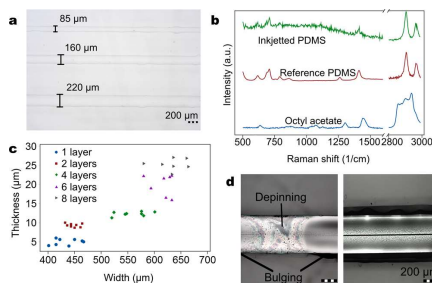 a
85 μm
160 μm
220 μm
200 μm
b
Intensity (a.u.)
Inkjetted PDMS
Reference PDMS
Octyl acetate
500 1000 1500 2800 3000
Raman shift (1/cm)
c
Thickness (μm)
30
25
20
15
10
5
1 layer
2 layers
4 layers
6 layers
8 layers
400 450 500 550 600 650 700
Width (μm)
d
Depinning
Bulging
200 μm